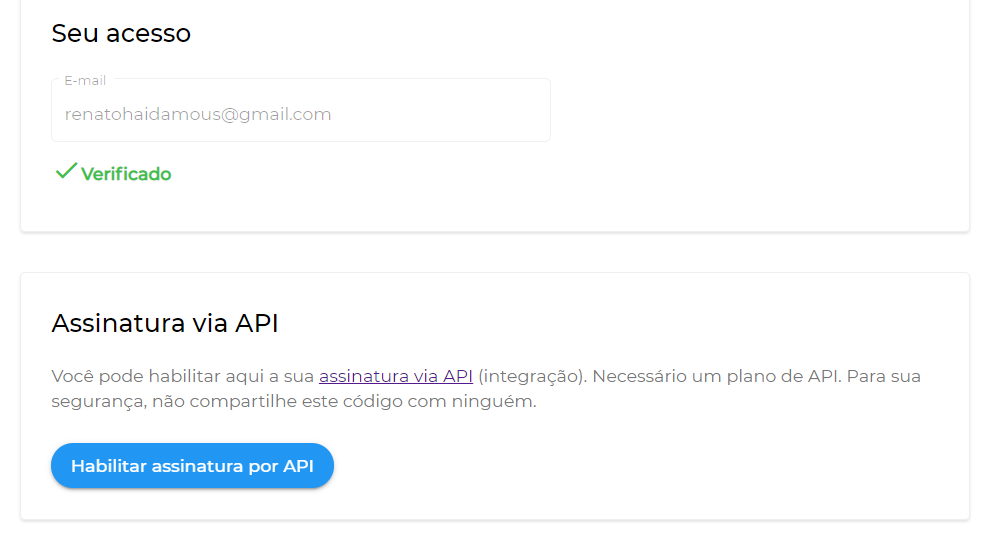 Seu acesso
E-mail
renatohaidamous@gmail.com
Verificado
Assinatura via API
Você pode habilitar aqui a sua assinatura via API (integração). Necessário um plano de API. Para sua
segurança, não compartilhe este código com ninguém.
Habilitar assinatura por API